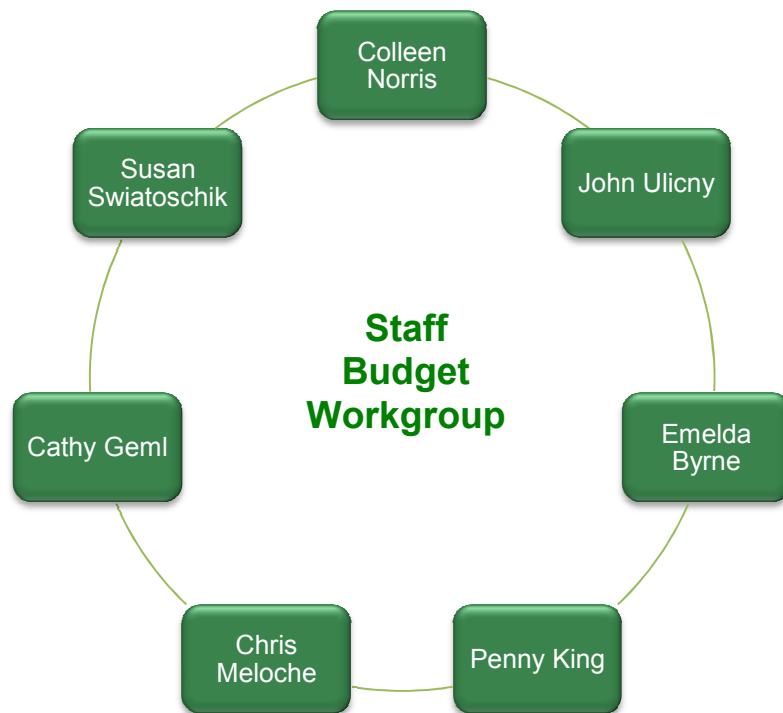 Colleen
Norris
Susan
Swiatoschik
John Ulicny
Staff
Budget
Workgroup
Cathy Geml
Emelda
Byrne
Chris
Meloche
Penny King